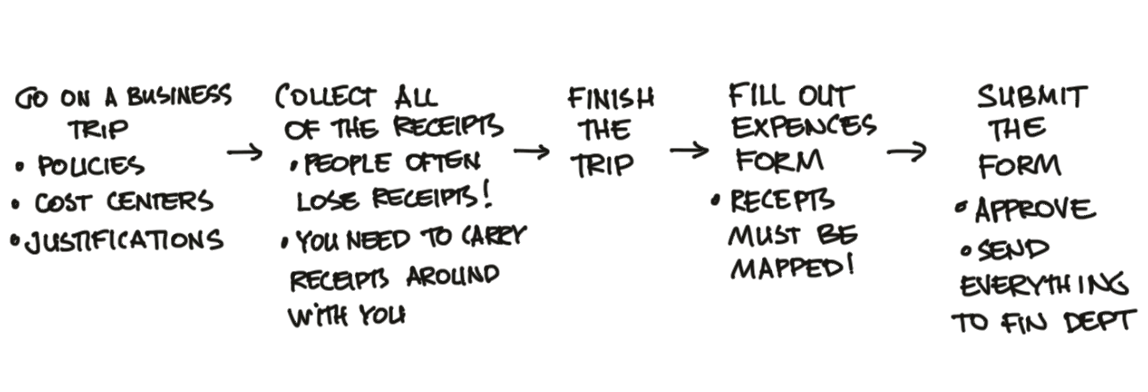 GO ON A BUSINESS
TRIP
• POLICIES
• COST CENTERS
• JUSTIFICATIONS
→
COLLECT ALL
OF THE RECEIPTS
• PEOPLE OFTEN
LOSE RECEIPTS!
• YOU NEED TO CARRY
RECEIPTS AROUND
WITH YOU
→
FINISH
THE
TRIP
→
FILL OUT
EXPENCES
FORM
• RECEPTS
MUST BE
MAPPED!
→
SUBMIT
THE
FORM
• APPROVE
• SEND
EVERYTHING
TO FIN DEPT